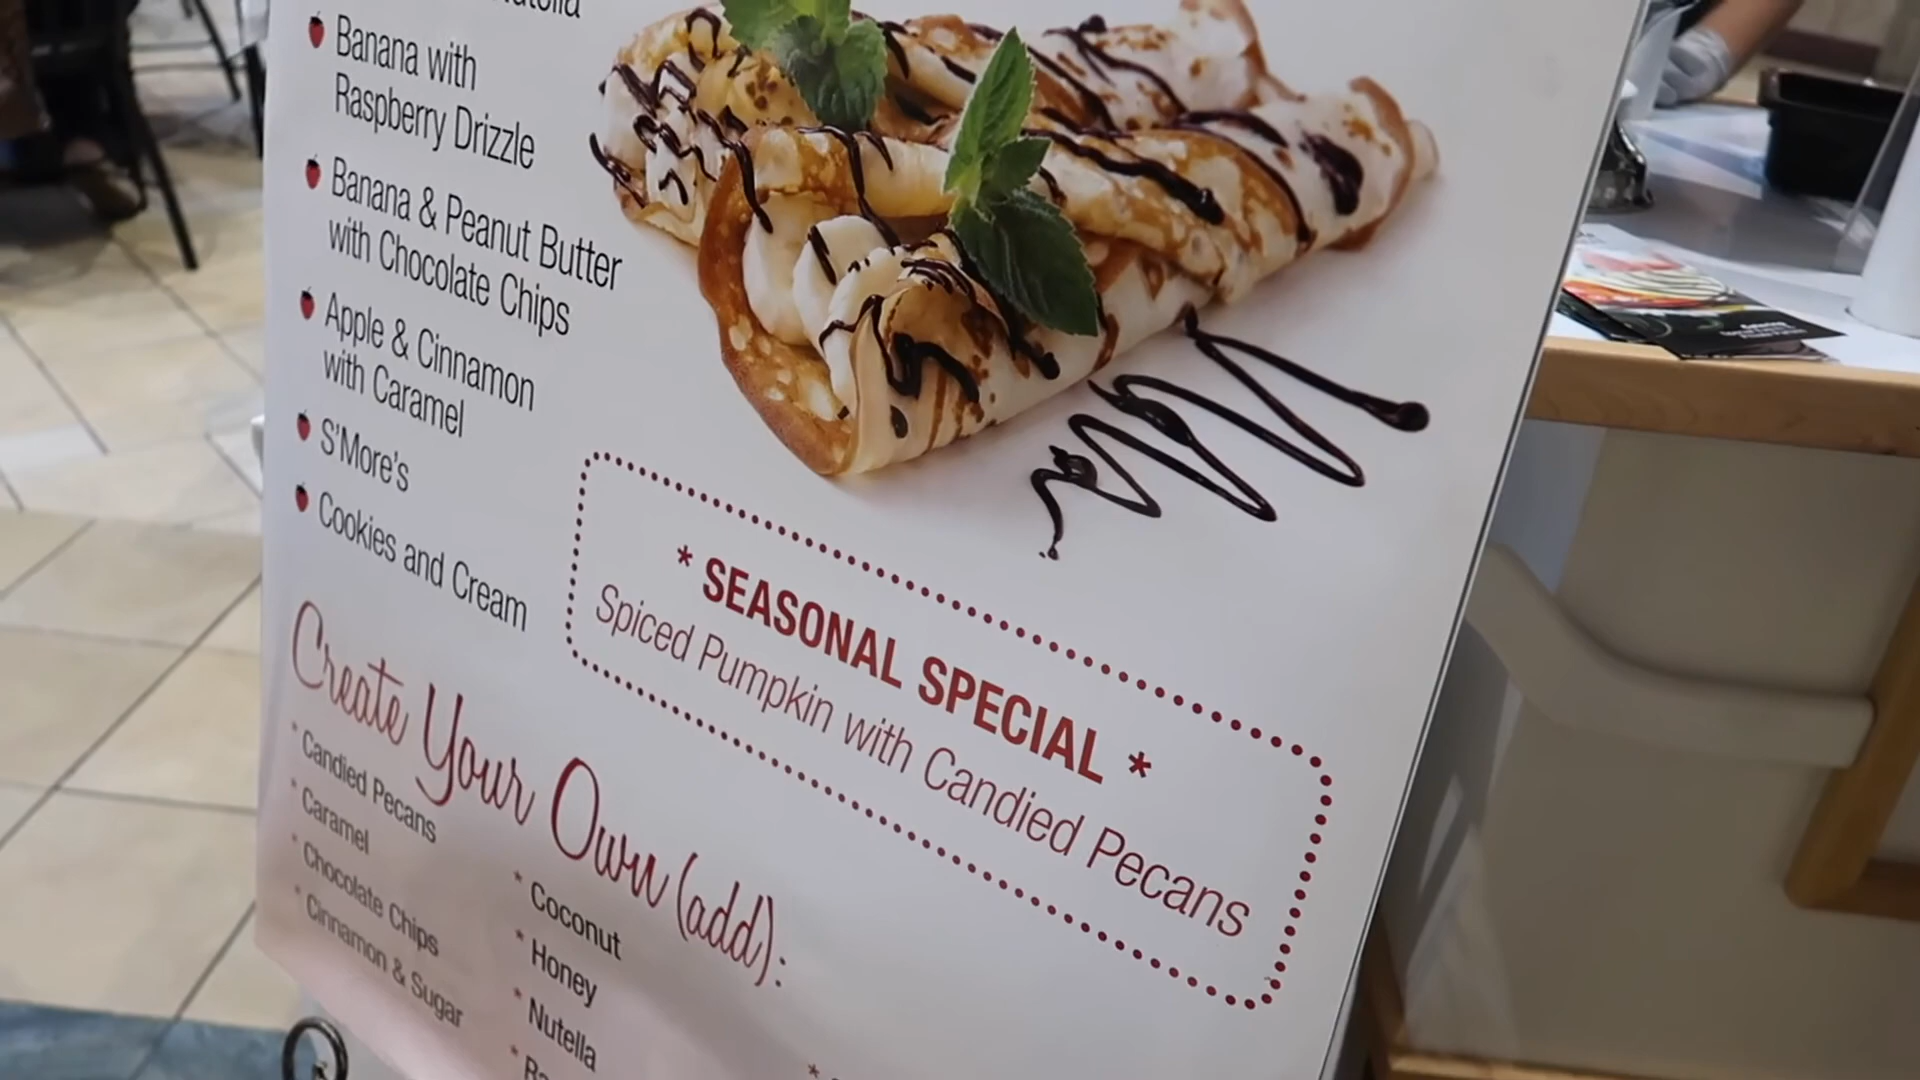 Nutella
Banana with
Raspberry Drizzle
Banana & Peanut Butter
with Chocolate Chips
Apple & Cinnamon
with Caramel
S'More's
Cookies and Cream
* SEASONAL SPECIAL *
Spiced Pumpkin with Candied Pecans
Create Your Own (add):
* Candied Pecans
* Caramel
* Chocolate Chips
* Cinnamon & Sugar
* Coconut
* Honey
* Nutella